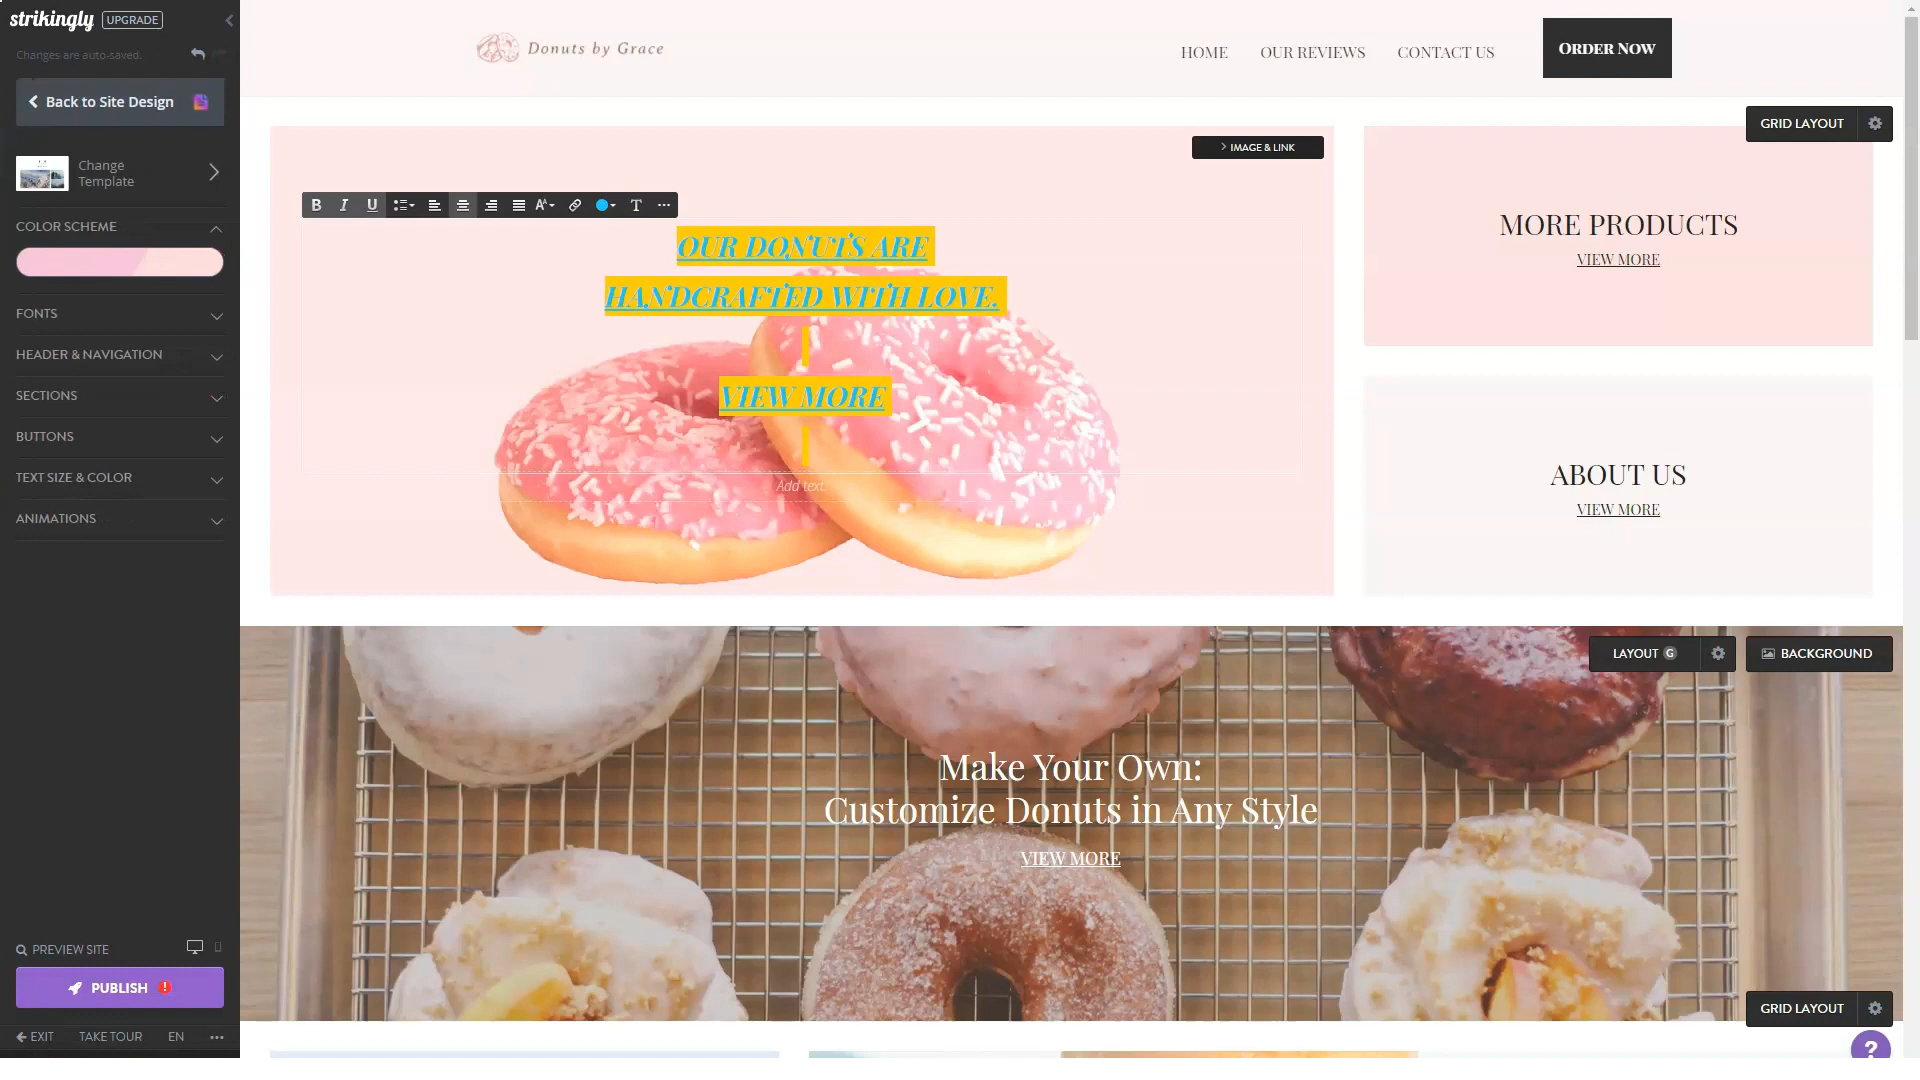 strikingly UPGRADE
Changes are auto-saved.
Back to Site Design
Change
Template
COLOR SCHEME
FONTS
HEADER & NAVIGATION
SECTIONS
BUTTONS
TEXT SIZE & COLOR
ANIMATIONS
PREVIEW SITE
PUBLISH !
EXIT TAKE TOUR EN
Donuts by Grace
HOME OUR REVIEWS CONTACT US ORDER NOW
GRID LAYOUT
IMAGE & LINK
B I U A T
OUR DONUTS ARE
HANDCRAFTED WITH LOVE.
VIEW MORE
Add text.
MORE PRODUCTS
VIEW MORE
ABOUT US
VIEW MORE
LAYOUT G BACKGROUND
Make Your Own:
Customize Donuts in Any Style
VIEW MORE
GRID LAYOUT
?